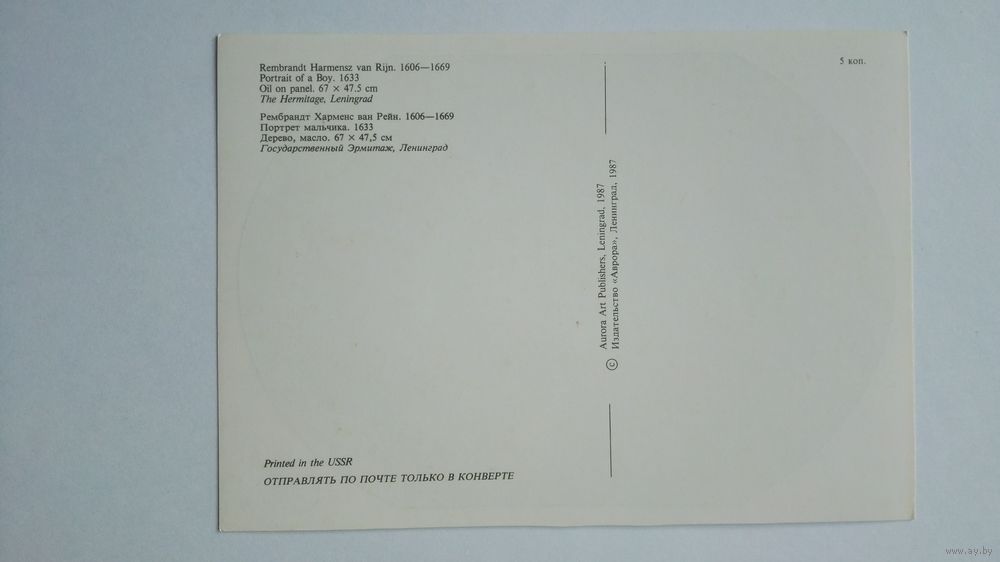 Rembrandt Harmensz van Rijn. 1606—1669
Portrait of a Boy. 1633
Oil on panel. 67 × 47.5 cm
The Hermitage, Leningrad
Рембрандт Харменс ван Рейн. 1606—1669
Портрет мальчика. 1633
Дерево, масло. 67 × 47,5 см
Государственный Эрмитаж, Ленинград
5 коп.
© Aurora Art Publishers, Leningrad, 1987
Издательство «Аврора», Ленинград, 1987
Printed in the USSR
ОТПРАВЛЯТЬ ПО ПОЧТЕ ТОЛЬКО В КОНВЕРТЕ
www.ay.by